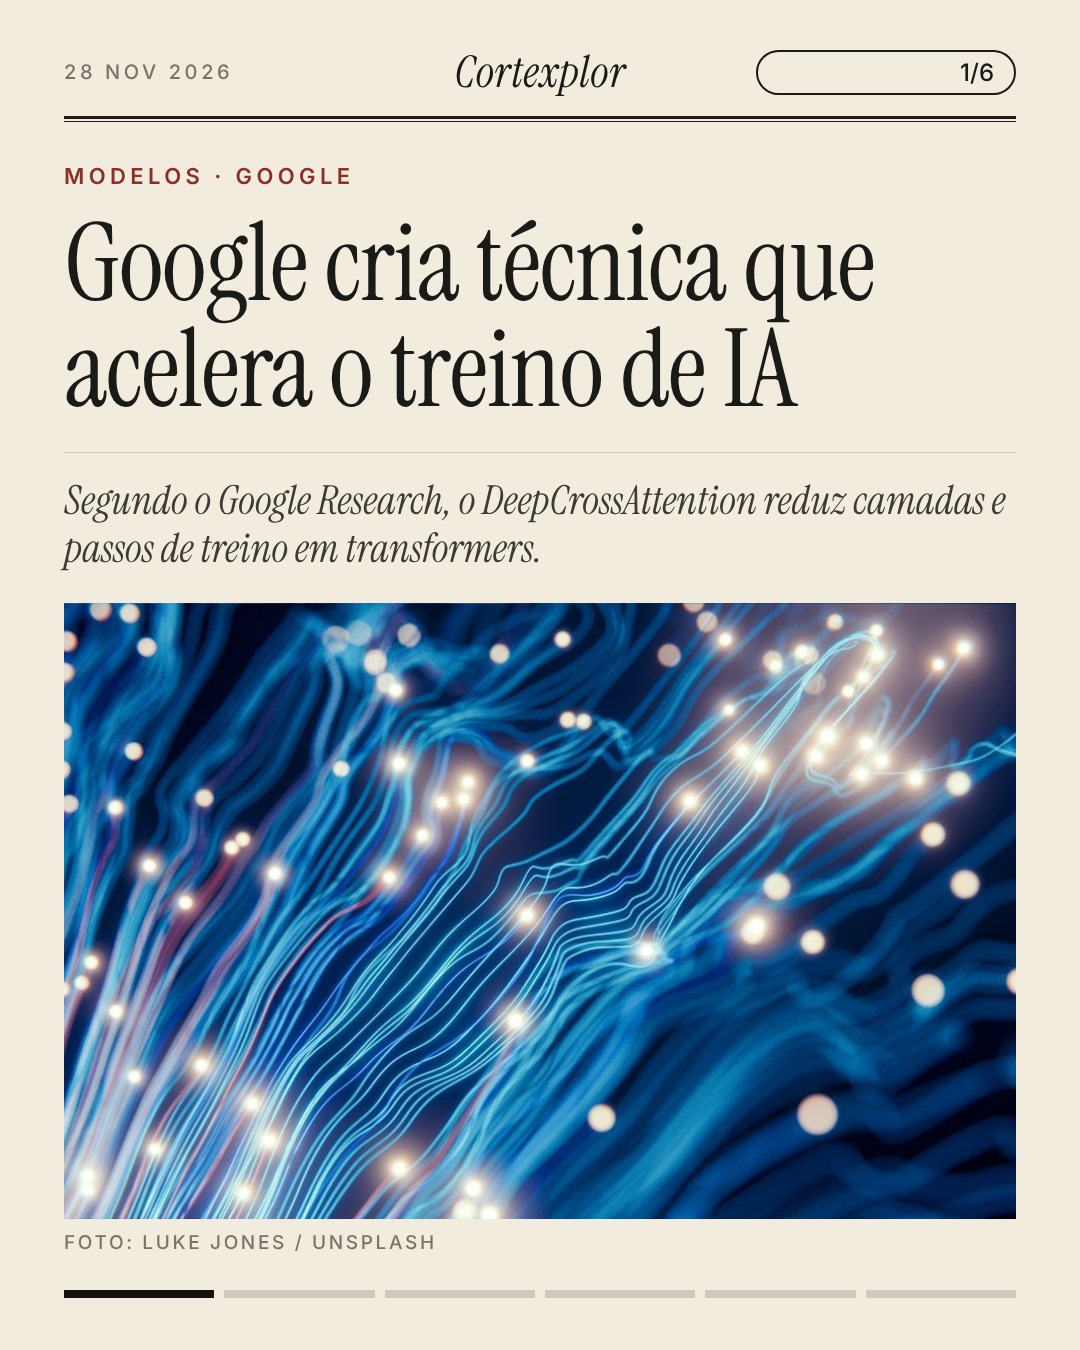 28 NOV 2026
Cortexplor
1/6
MODELOS · GOOGLE
Google cria técnica que
acelera o treino de IA
Segundo o Google Research, o DeepCrossAttention reduz camadas e
passos de treino em transformers.
FOTO: LUKE JONES / UNSPLASH